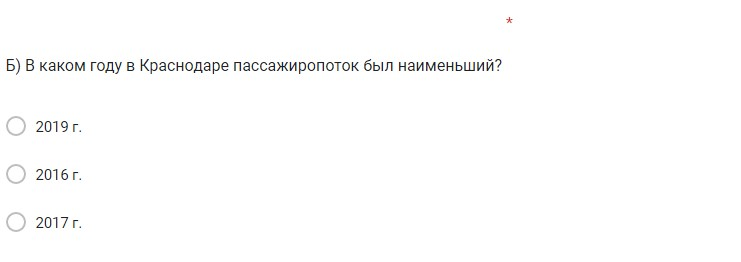 *
Б) В каком году в Краснодаре пассажиропоток был наименьший?
2019 г.
2016 г.
2017 г.